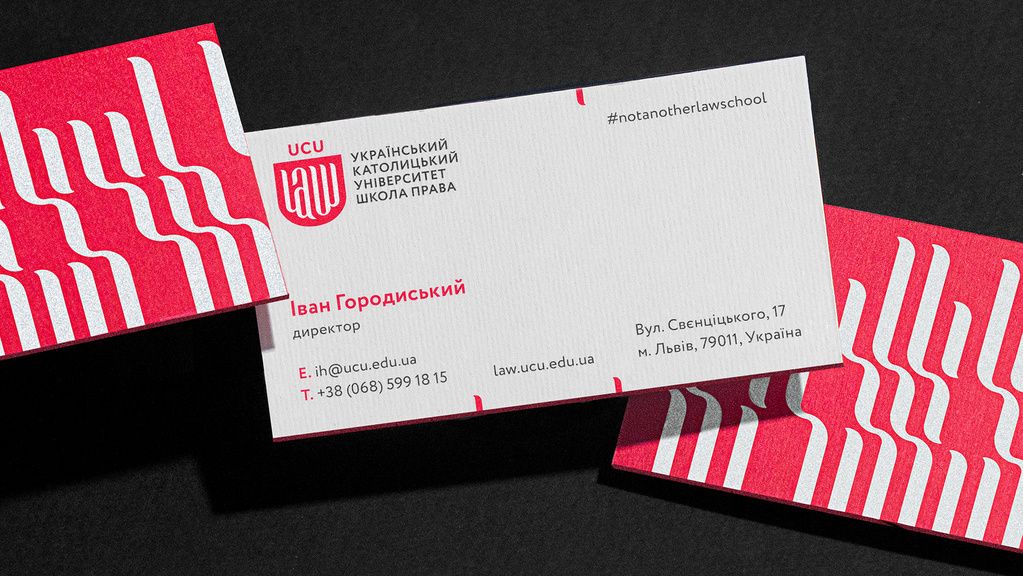 UCU
law
УКРАЇНСЬКИЙ
КАТОЛИЦЬКИЙ
УНІВЕРСИТЕТ
ШКОЛА ПРАВА
#notanotherlawschool
Іван Городиський
директор
E. ih@ucu.edu.ua
T. +38 (068) 599 18 15
law.ucu.edu.ua
Вул. Свєнціцького, 17
м. Львів, 79011, Україна